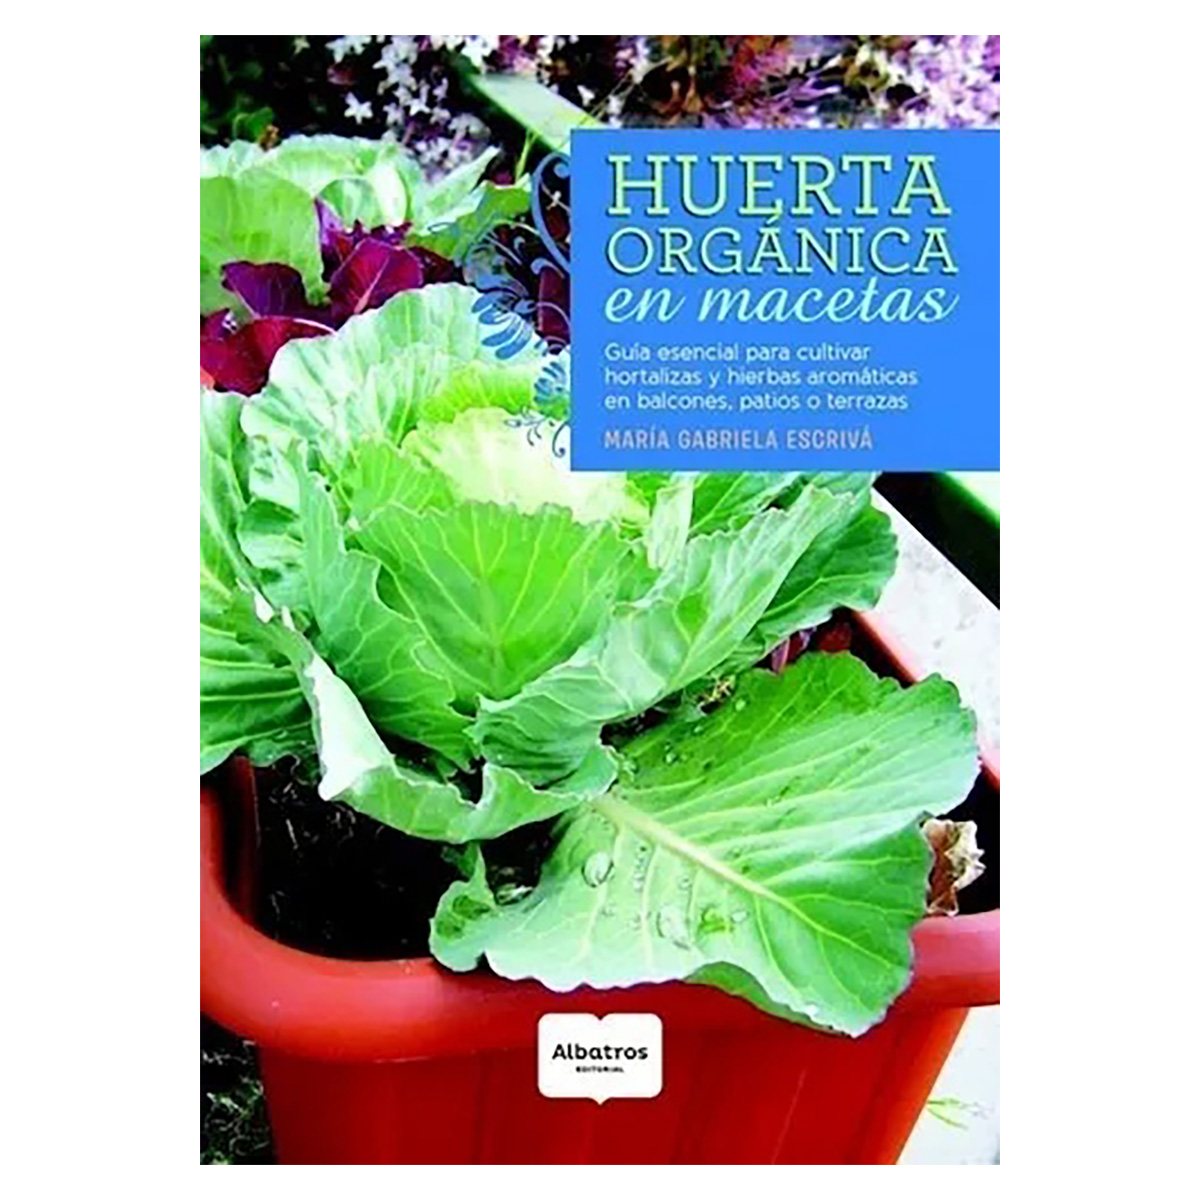 HUERTA
ORGÁNICA
en macetas
Guía esencial para cultivar
hortalizas y hierbas aromáticas
en balcones, patios o terrazas
MARÍA GABRIELA ESCRIVÁ
Albatros
EDITORIAL